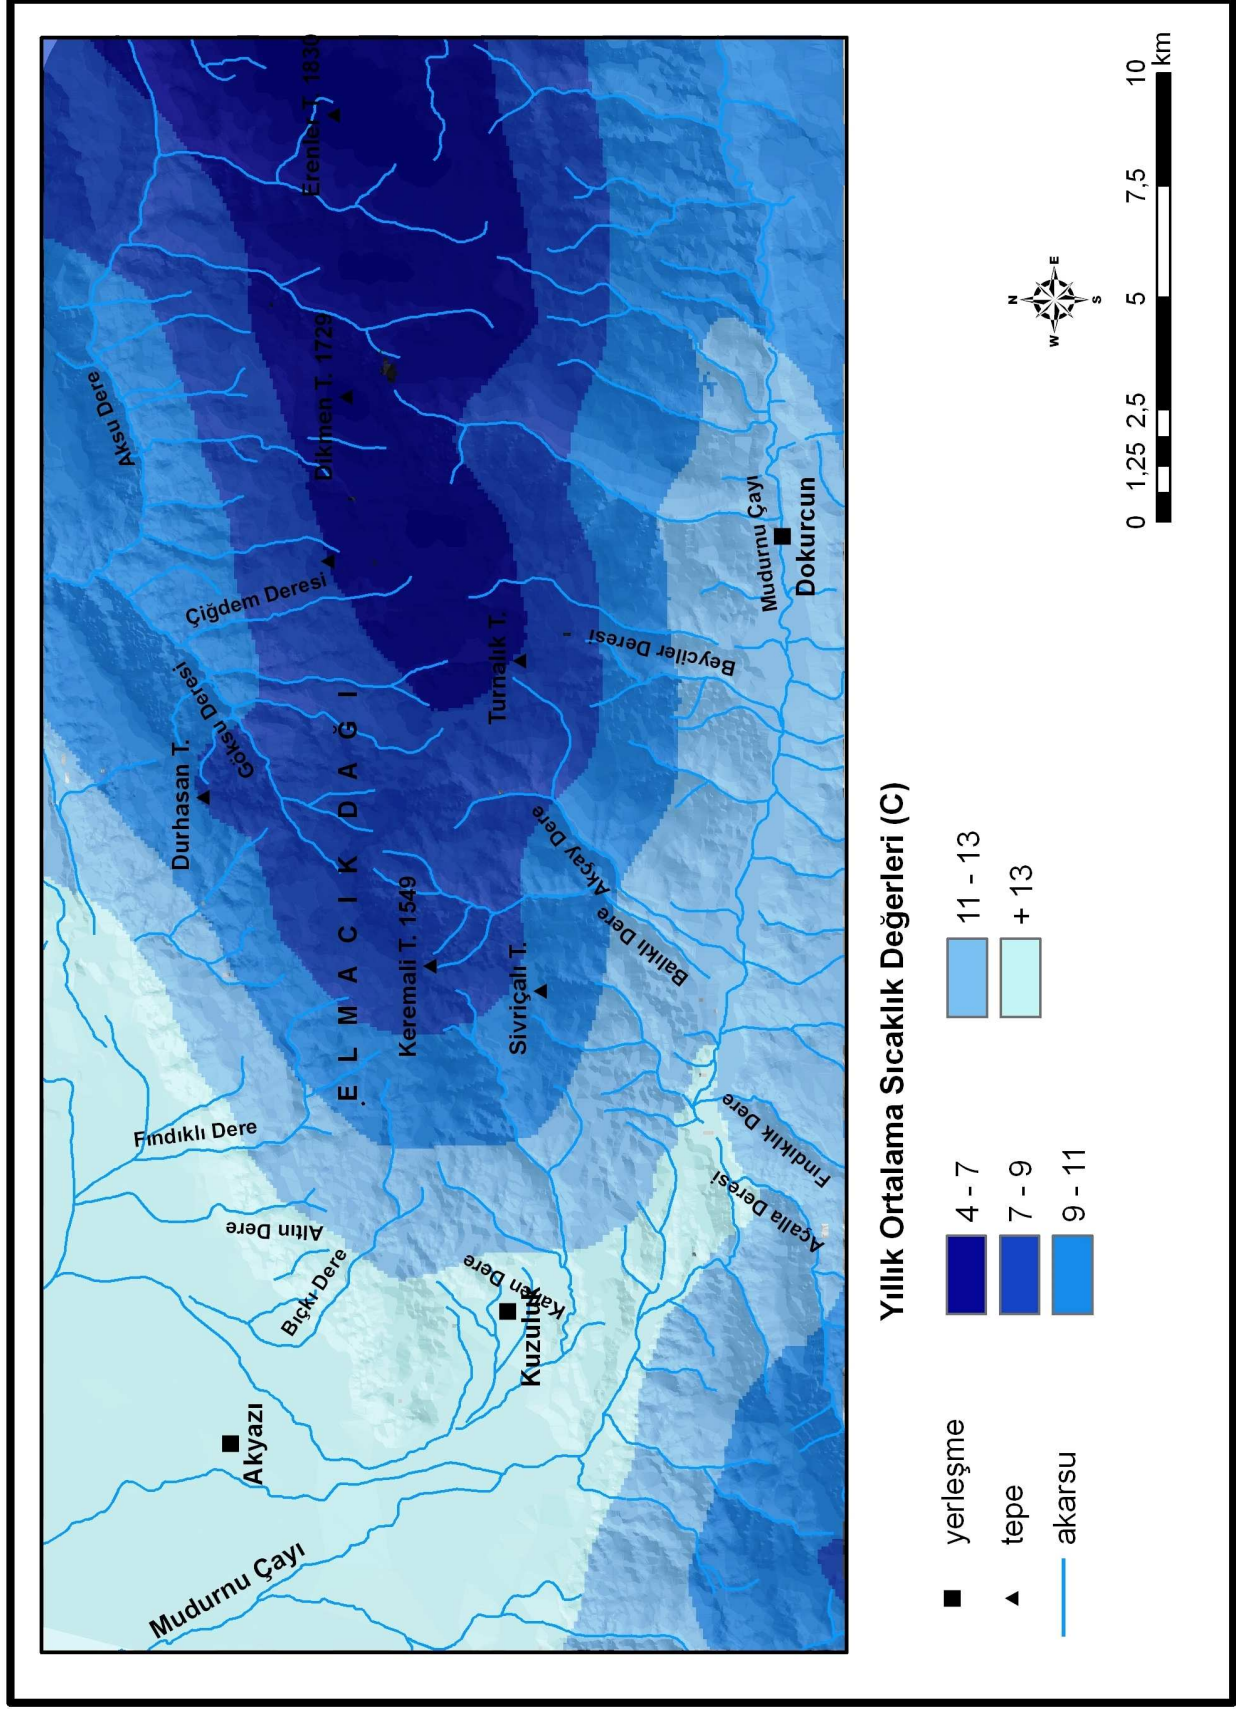 Erenler T. 1830
Aksu Dere
Dikmen T. 1729
Çiğdem Deresi
Göksu Deresi
Durhasan T.
Turnalık T.
Beyciler Deresi
Mudurnu Çayı
Dokurcun
ELMACIK DAĞI
Keremali T. 1549
Akçay Dere
Balıklı Dere
Sivriçalı T.
Fındıklı Dere
Altın Dere
Bıçkı Dere
Fındıklık Dere
Açalla Deresi
Kuzuluk
Akyazı
Mudurnu Çayı
N
W
E
S
0 1,25 2,5 5 7,5 10
km
Yıllık Ortalama Sıcaklık Değerleri (C)
yerleşme
tepe
akarsu
4 - 7
7 - 9
9 - 11
11 - 13
+ 13